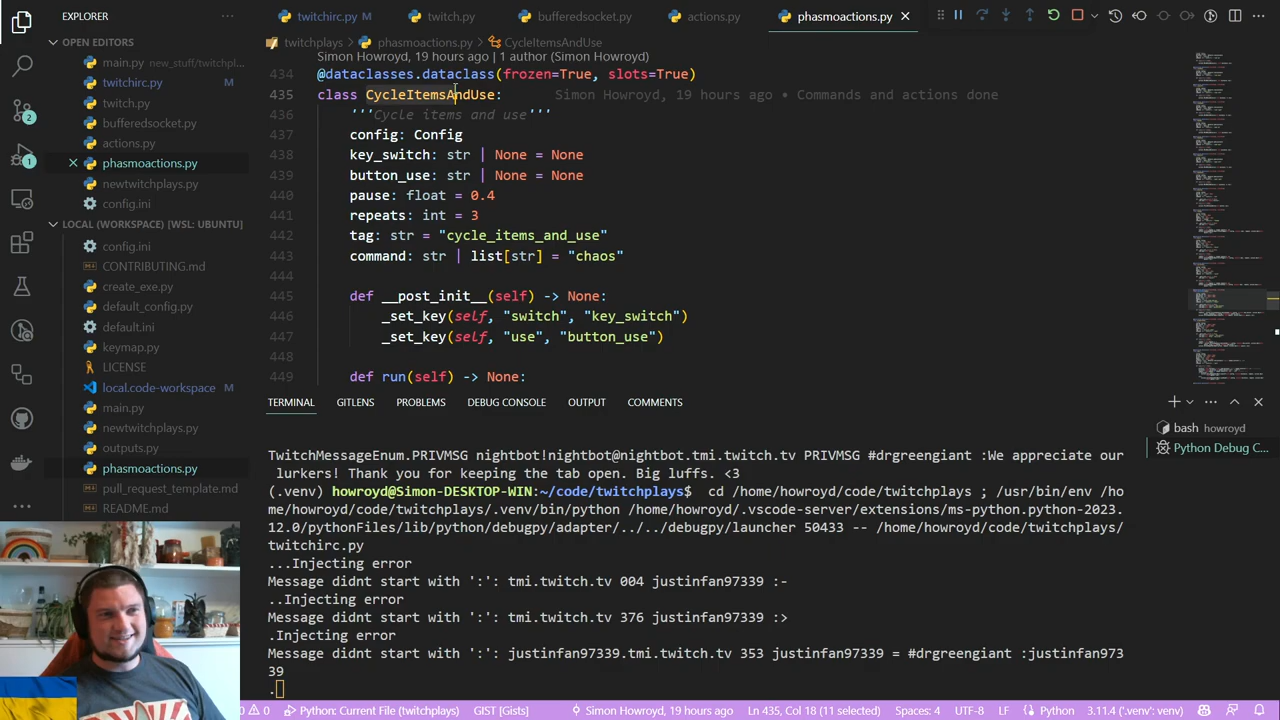 twitchirc.py M
twitch.py
bufferedsocket.py
actions.py
phasmoactions.py
EXPLORER
OPEN EDITORS
main.py new_stuff/twitchpl...
twitchirc.py M
twitch.py
bufferedsocket.py
actions.py
phasmoactions.py
newtwitchplays.py
config.ini
LOCAL (WORKSPACE) [WSL: UBUNTU]
config.ini
CONTRIBUTING.md
create_exe.py
default_config.py
default.ini
keymap.py
LICENSE
local.code-workspace M
main.py
newtwitchplays.py
outputs.py
phasmoactions.py
pull_request_template.md
README.md
2
1
twitchplays > phasmoactions.py > CycleItemsAndUse
Simon Howroyd, 19 hours ago | 1 author (Simon Howroyd)
434 @dataclasses.dataclass(frozen=True, slots=True)
435 class CycleItemsAndUse: Simon Howroyd, 19 hours ago • Commands and action done
436 '''Cycle items and use'''
437 config: Config
438 key_switch: str | None = None
439 button_use: str | None = None
440 pause: = 0.4
441 repeats: int = 3
442 tag: str = "cycle_items_and_use"
443 command: str | list[str] = "chaos"
444
445 def __post_init__(self) -> None:
446 _set_key(self, "switch", "key_switch")
447 _set_key(self, "use", "button_use")
448
449 def run(self) -> None:
TERMINAL GITLENS PROBLEMS DEBUG CONSOLE OUTPUT COMMENTS
bash howroyd
Python Debug C...
TwitchMessageEnum.PRIVMSG nightbot!nightbot@nightbot.tmi.twitch.tv PRIVMSG #drgreengiant :We appreciate our
lurkers! Thank you for keeping the tab open. Big luffs. <3
(.venv) howroyd@Simon-DESKTOP-WIN:~/code/twitchplays$ cd /home/howroyd/code/twitchplays ; /usr/bin/env /ho
me/howroyd/code/twitchplays/.venv/bin/python /home/howroyd/.vscode-server/extensions/ms-python.python-2023.
12.0/pythonFiles/lib/python/debugpy/adapter/../../debugpy/launcher 50433 -- /home/howroyd/code/twitchplays/
twitchirc.py
...Injecting error
Message didnt start with ':': tmi.twitch.tv 004 justinfan97339 :-
..Injecting error
Message didnt start with ':': tmi.twitch.tv 376 justinfan97339 :>
.Injecting error
Message didnt start with ':': justinfan97339.tmi.twitch.tv 353 justinfan97339 = #drgreengiant :justinfan973
39
.
0 0 Python: Current File (twitchplays) GIST [Gists] Simon Howroyd, 19 hours ago Ln 435, Col 18 (11 selected) Spaces: 4 UTF-8 LF Python 3.11.4 ('.venv': venv)